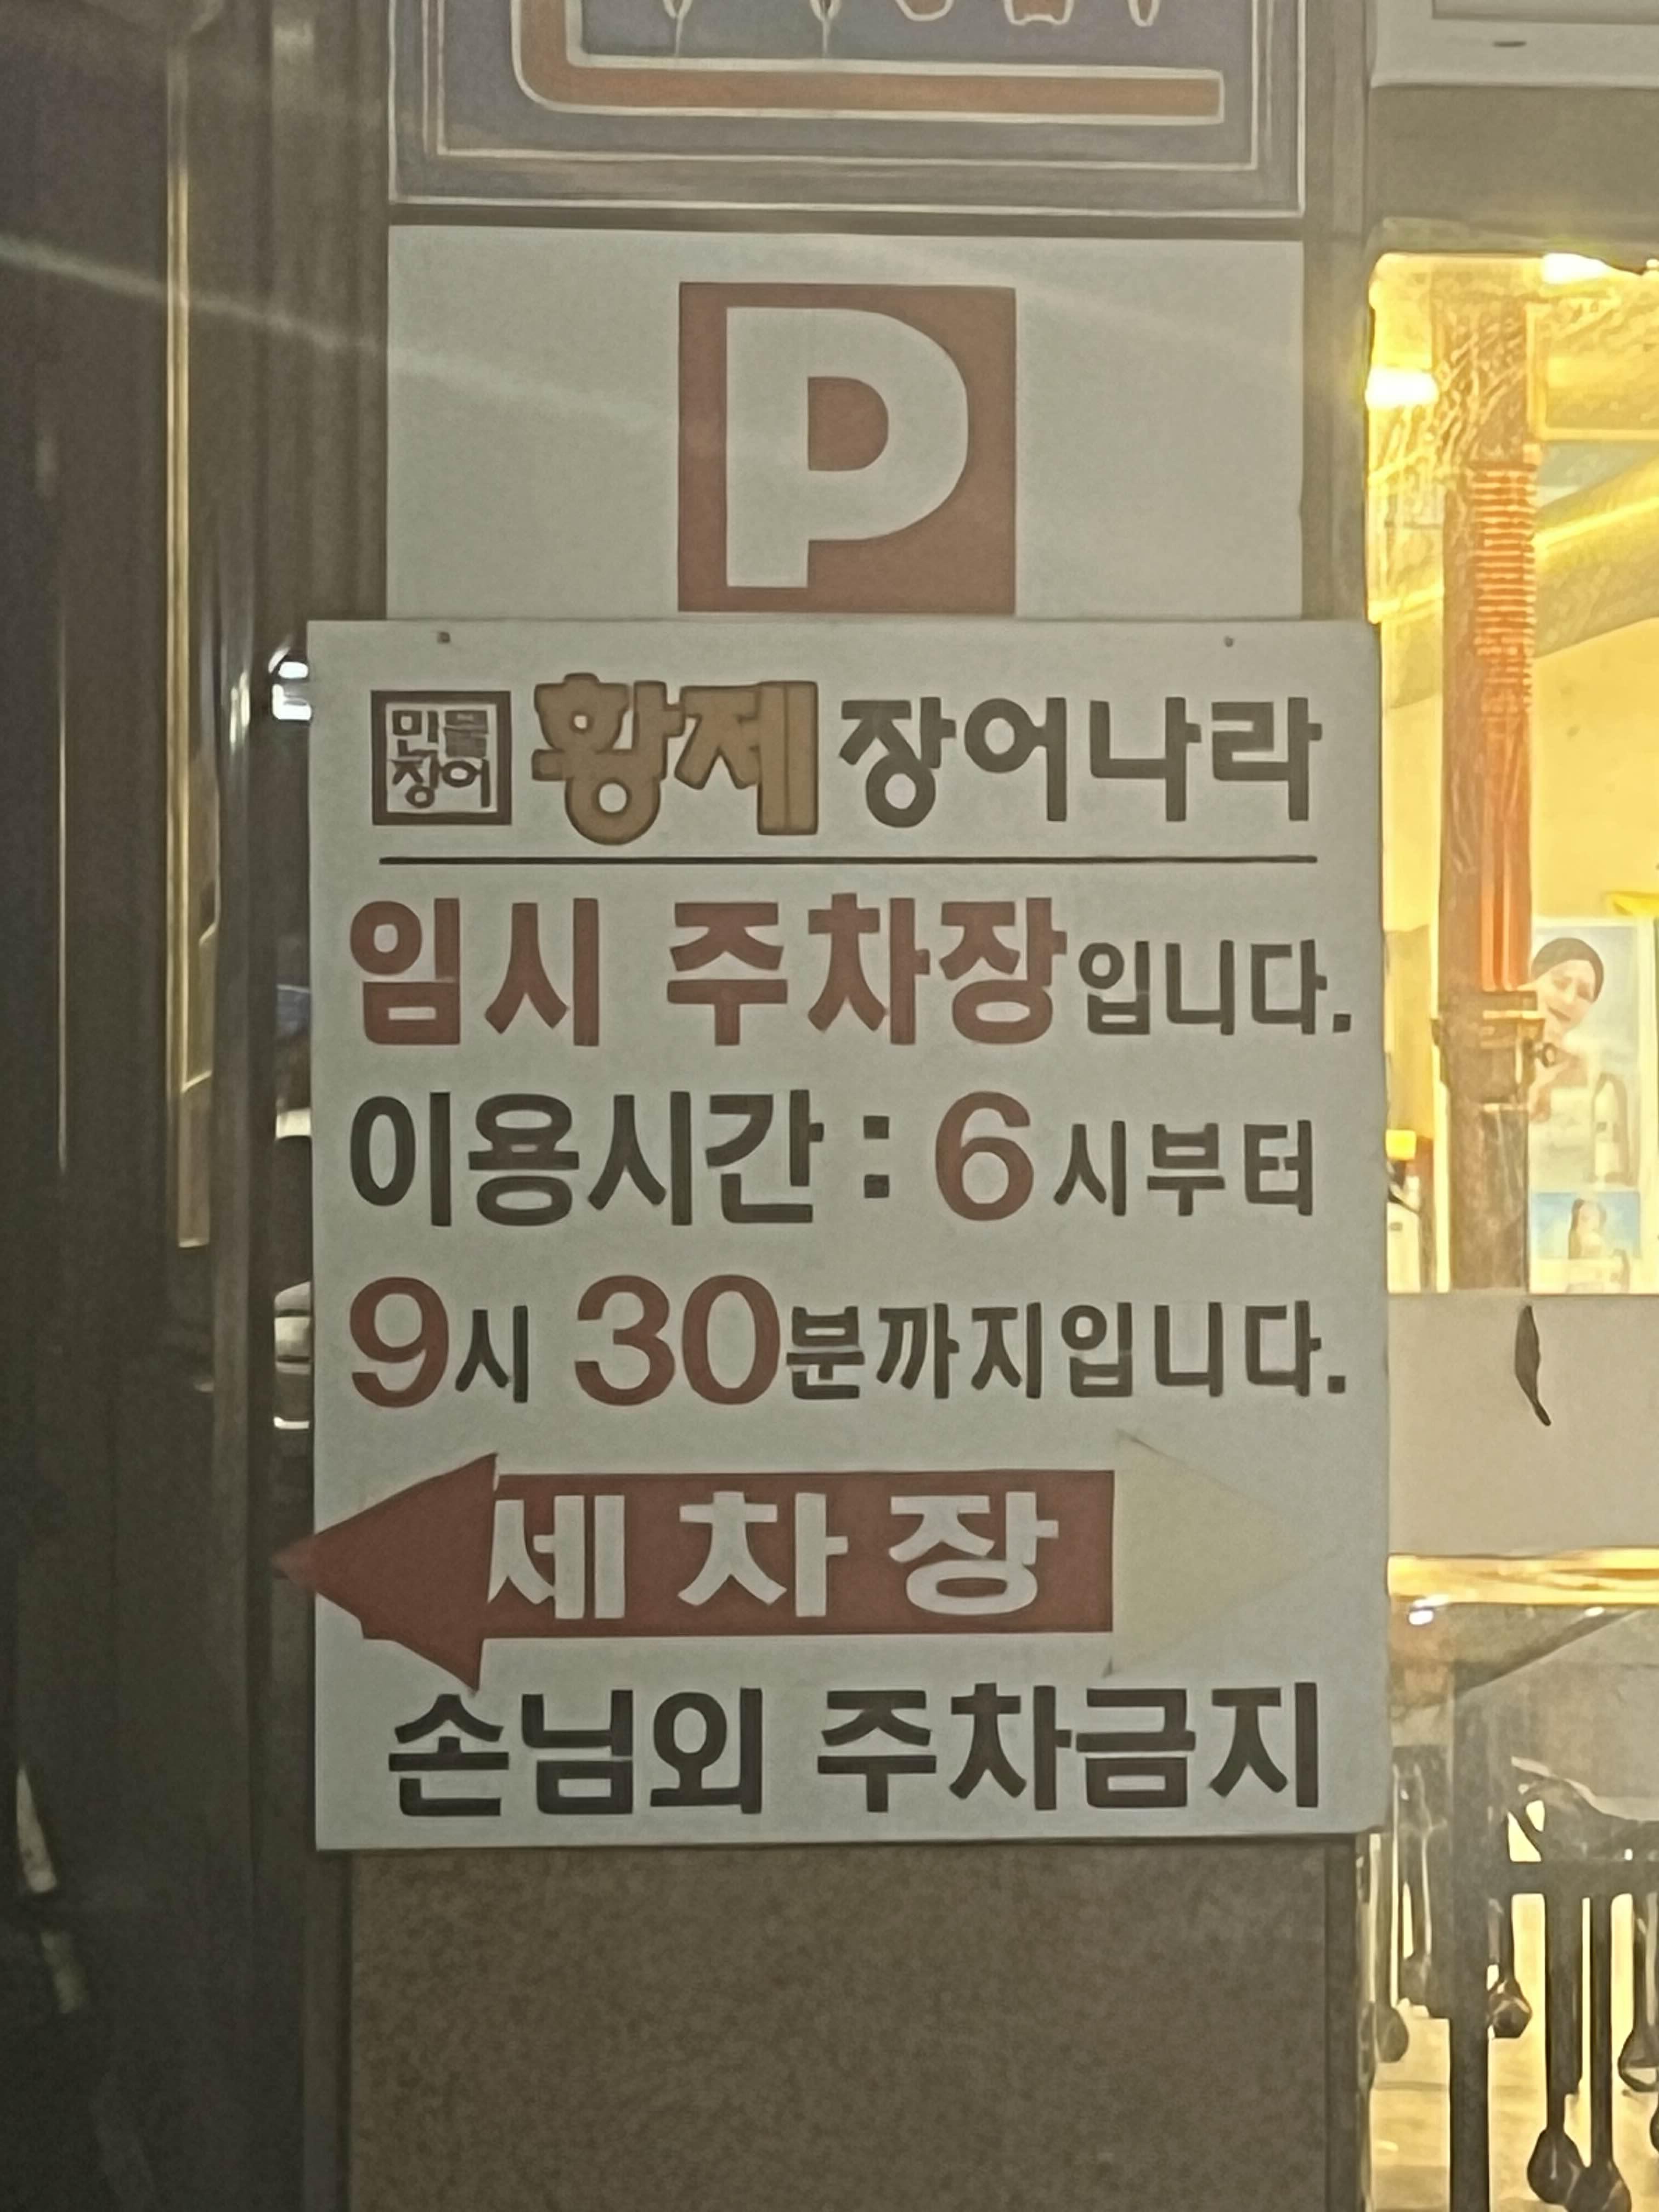 P
민물
장어
황제 장어나라
임시 주차장입니다.
이용시간 : 6시부터
9시 30분까지입니다.
세차장
손님외 주차금지